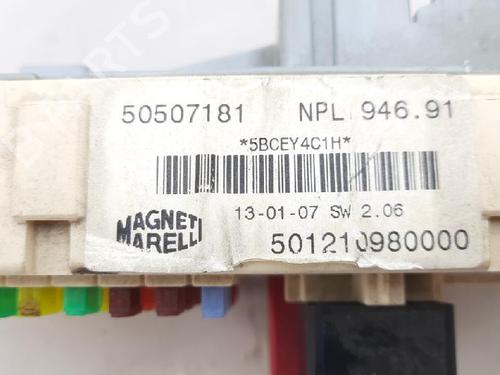 50507181 NPL 946.91
*5BCEY4C1H*
13-01-07 SW 2.06
MAGNETI
MARELLI
501210980000